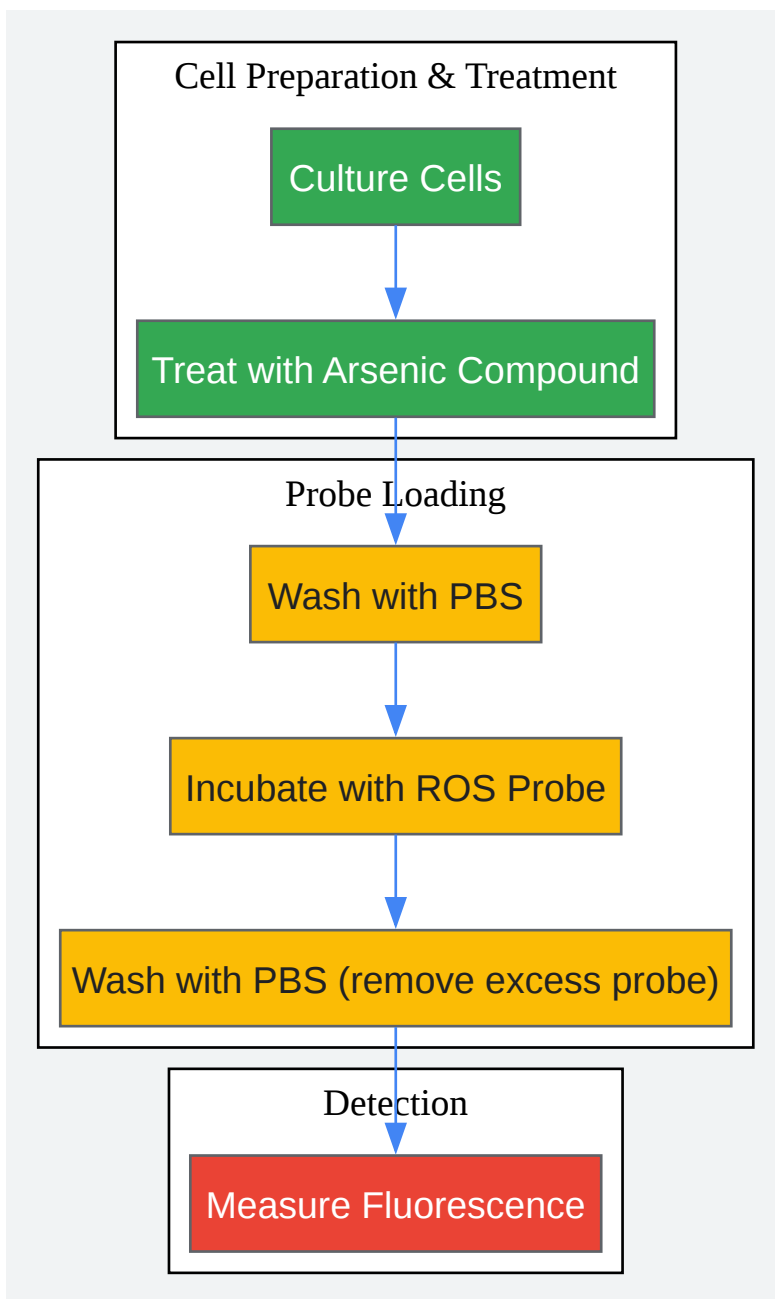 Cell Preparation & Treatment
Culture Cells
Treat with Arsenic Compound
Probe Loading
Wash with PBS
Incubate with ROS Probe
Wash with PBS (remove excess probe)
Detection
Measure Fluorescence